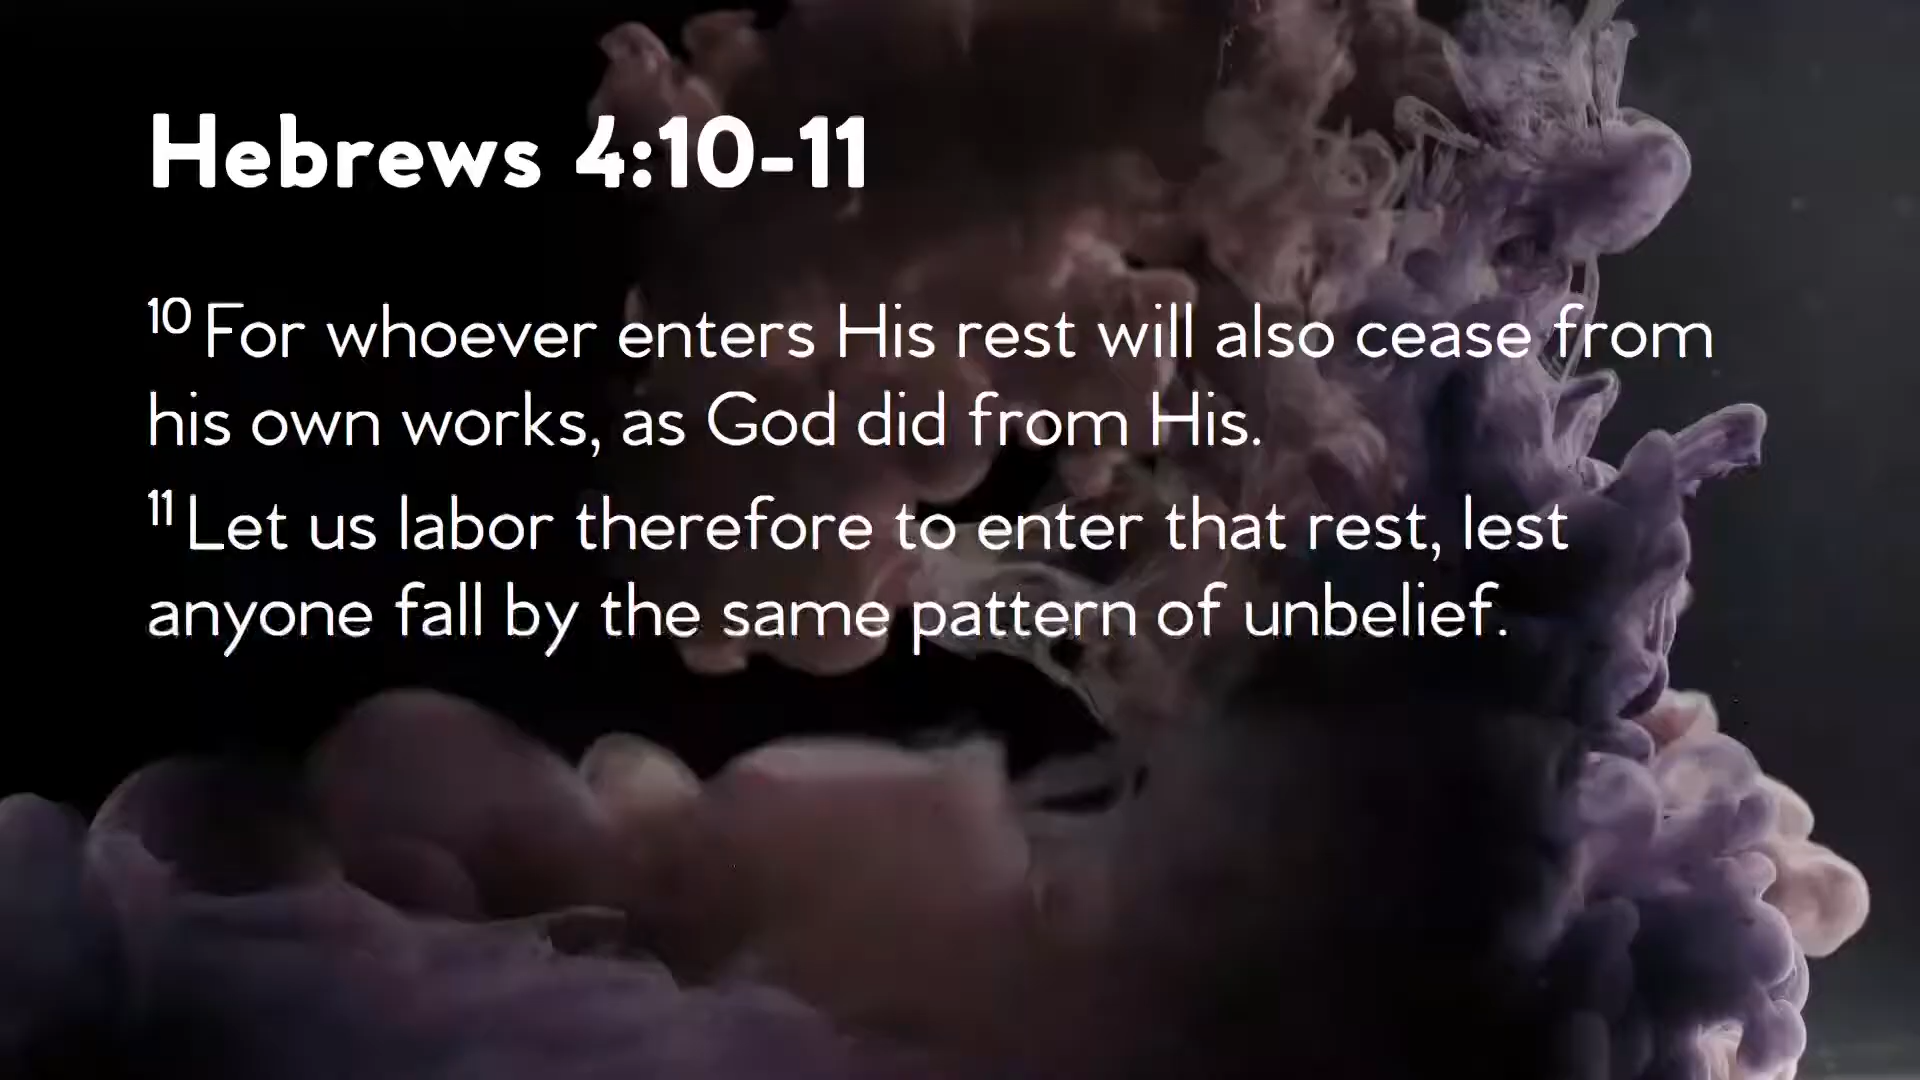 Hebrews 4:10-11
10 For whoever enters His rest will also cease from
his own works, as God did from His.
11 Let us labor therefore to enter that rest, lest
anyone fall by the same pattern of unbelief.